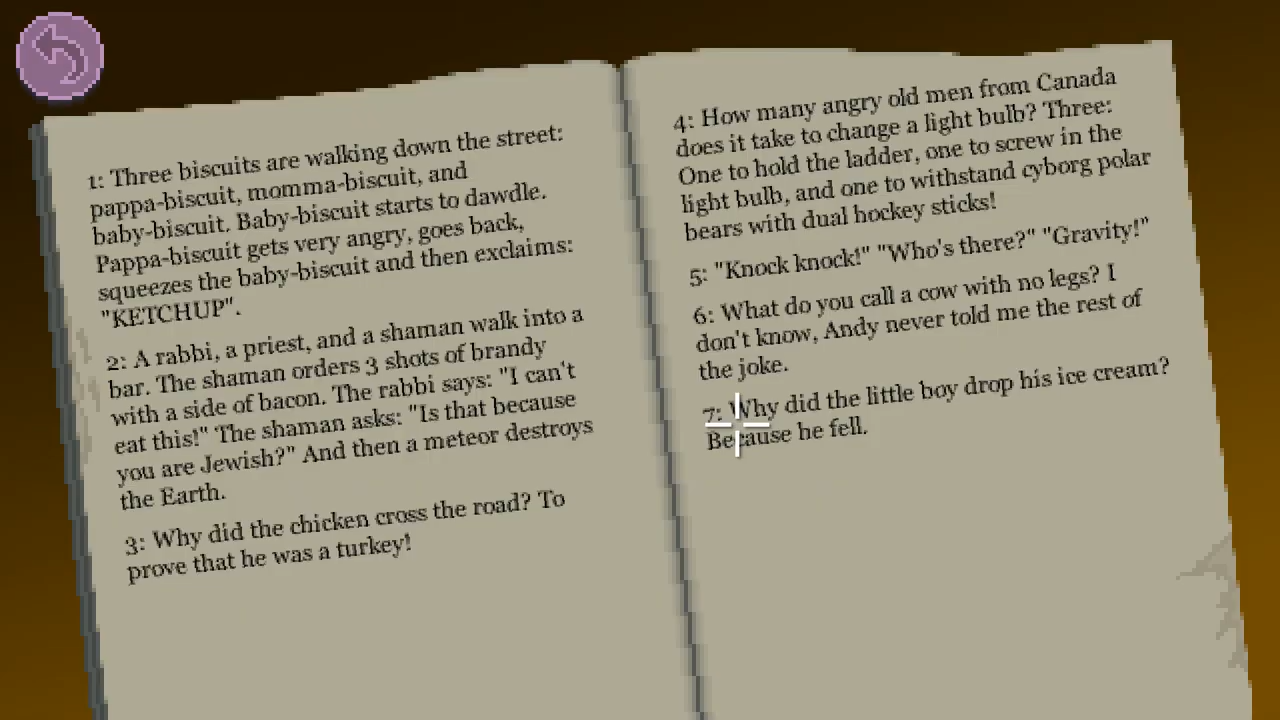 1: Three biscuits are walking down the street:
pappa-biscuit, momma-biscuit, and
baby-biscuit. Baby-biscuit starts to dawdle.
Pappa-biscuit gets very angry, goes back,
squeezes the baby-biscuit and then exclaims:
"KETCHUP".
2: A rabbi, a priest, and a shaman walk into a
bar. The shaman orders 3 shots of brandy
with a side of bacon. The rabbi says: "I can't
eat this!" The shaman asks: "Is that because
you are Jewish?" And then a meteor destroys
the Earth.
3: Why did the chicken cross the road? To
prove that he was a turkey!
4: How many angry old men from Canada
does it take to change a light bulb? Three:
One to hold the ladder, one to screw in the
light bulb, and one to withstand cyborg polar
bears with dual hockey sticks!
5: "Knock knock!" "Who's there?" "Gravity!"
6: What do you call a cow with no legs? I
don't know, Andy never told me the rest of
the joke.
7: Why did the little boy drop his ice cream?
Because he fell.